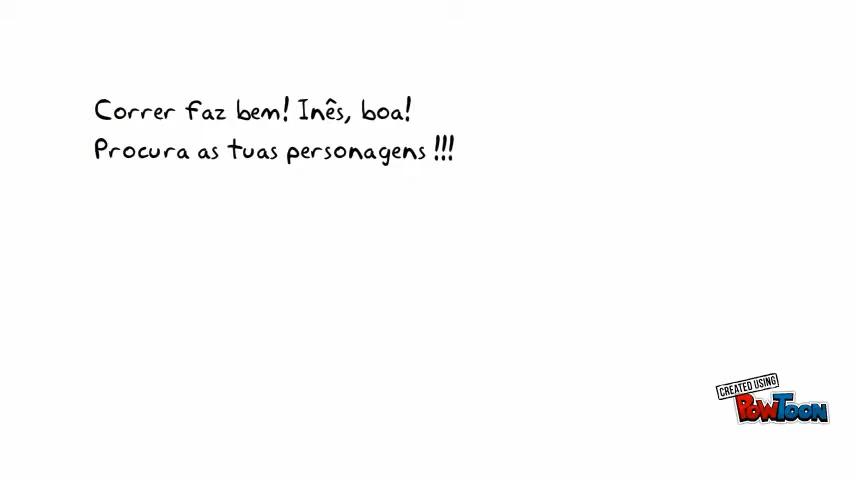 Correr faz bem! Inês, boa!
Procura as tuas personagens !!!
CREATED USING
POWTOON